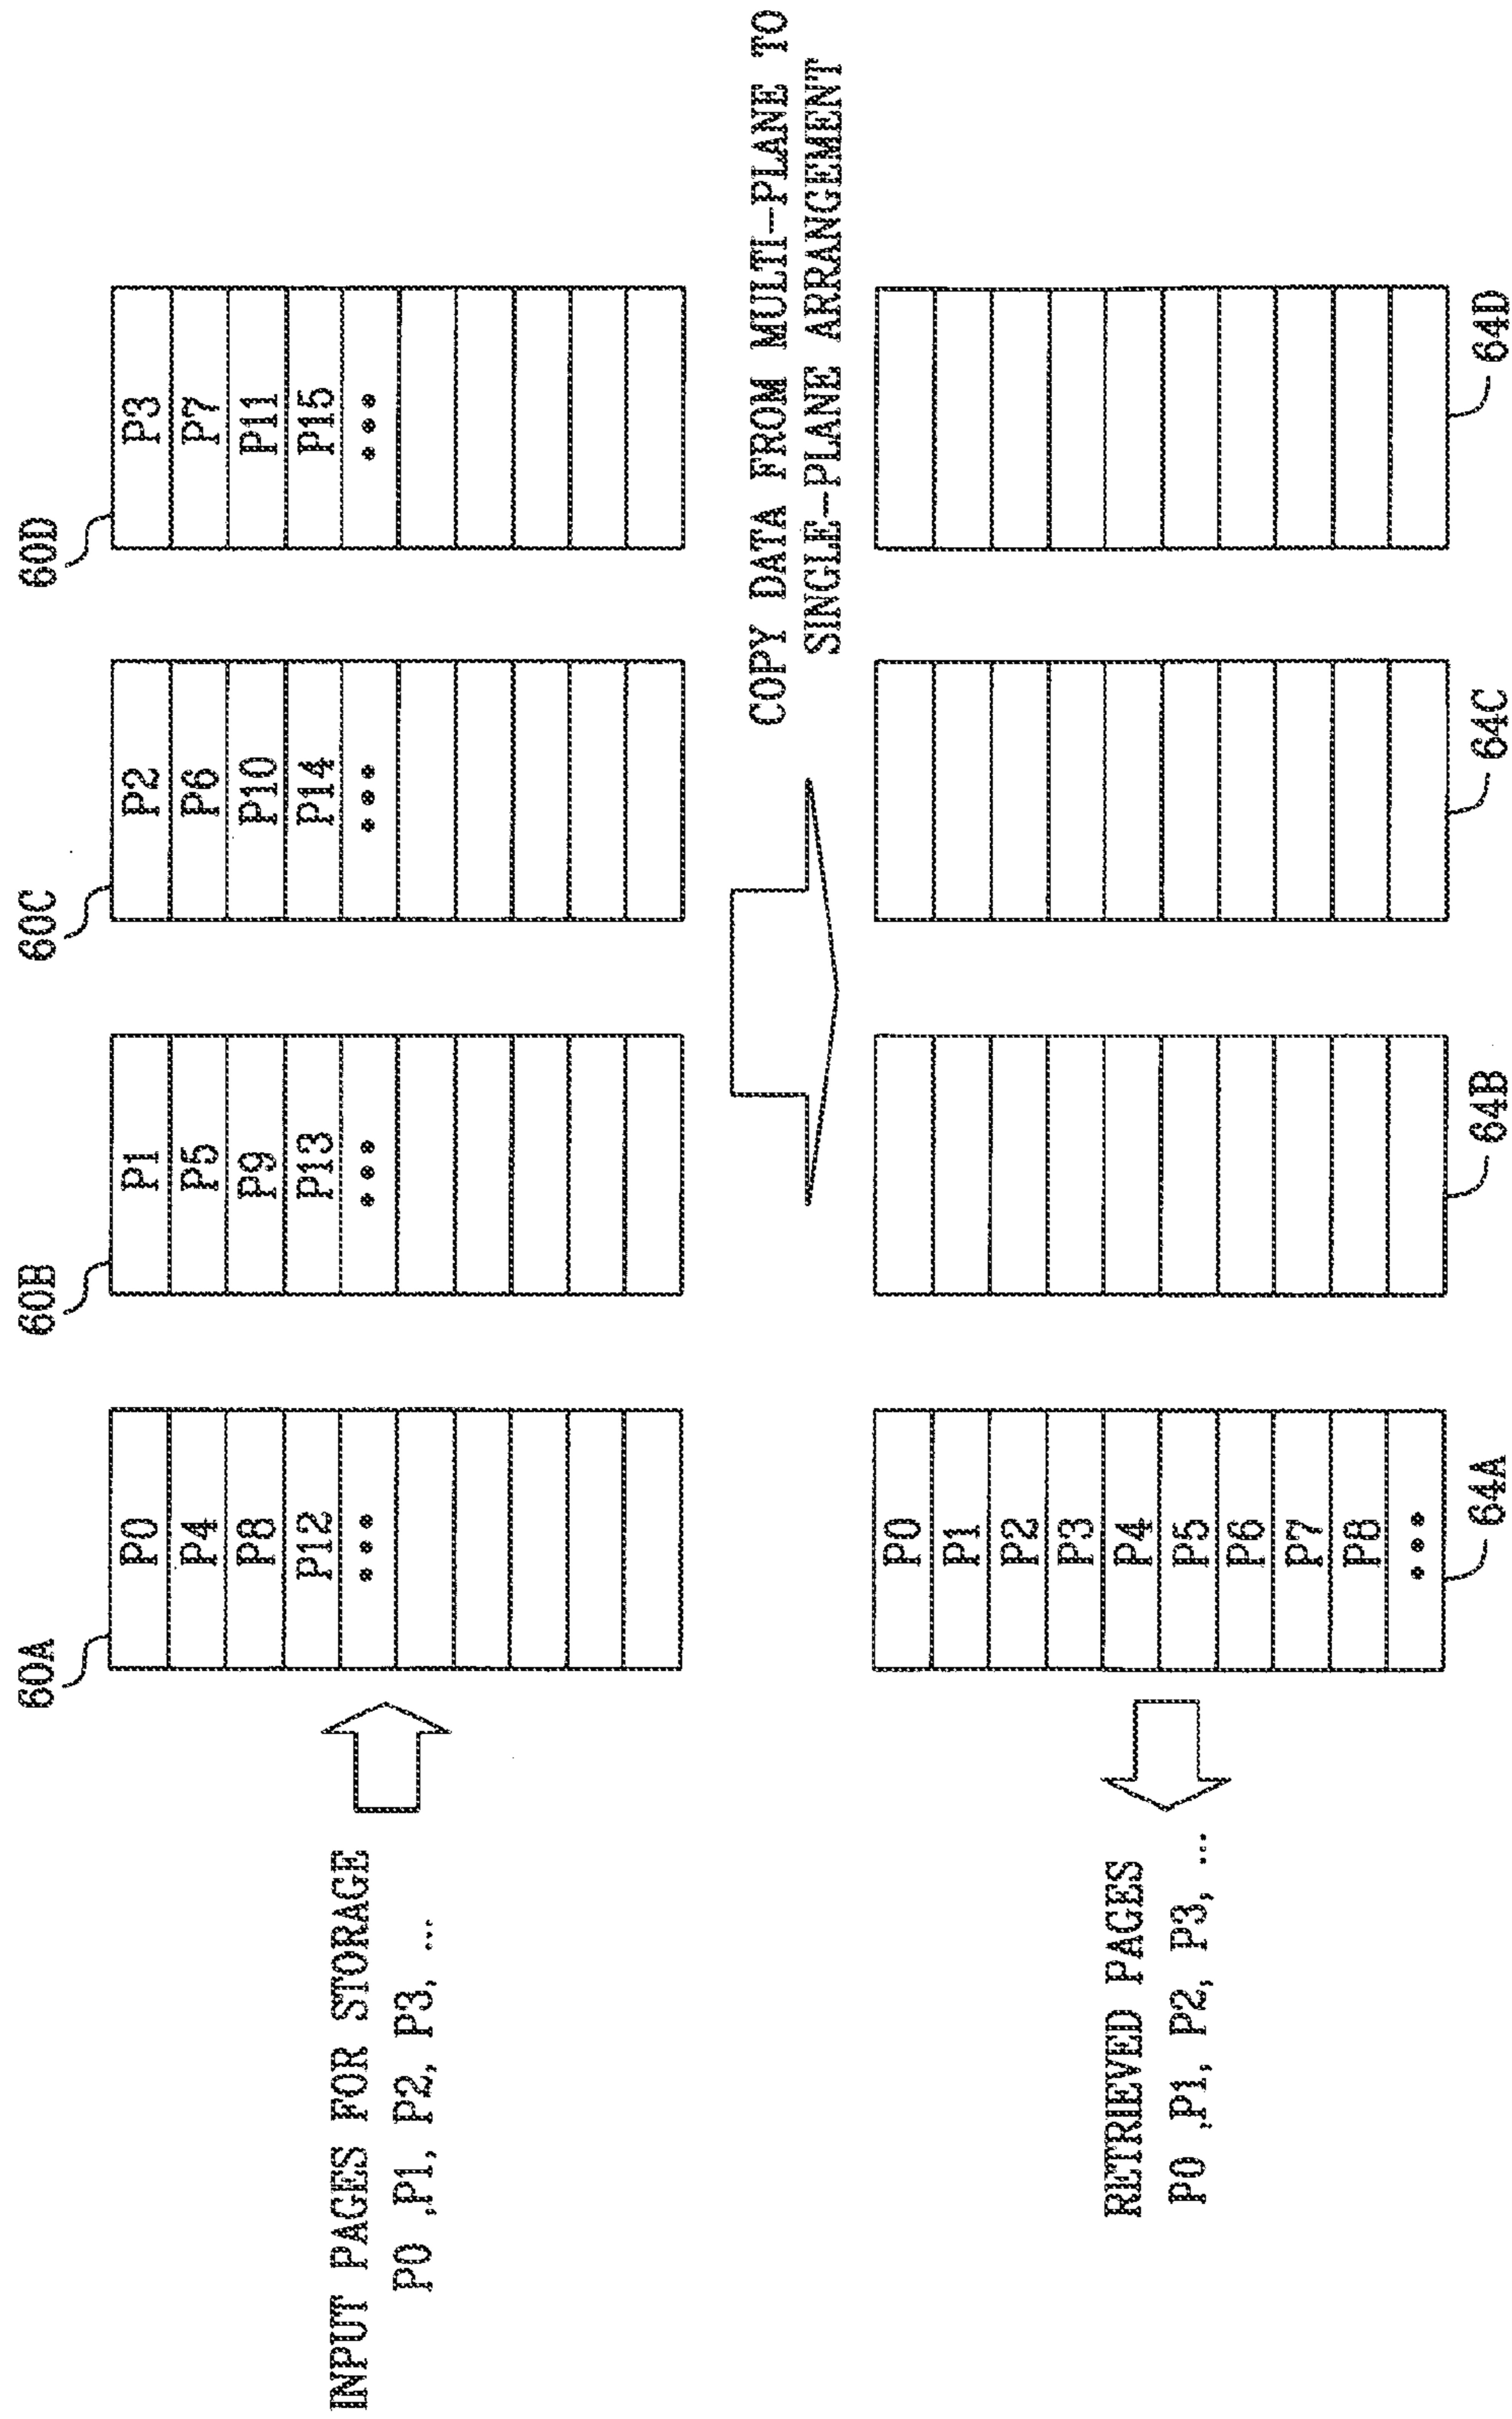 INPUT PAGES FOR STORAGE
P0 ,P1, P2, P3, ...
60A
P0
P4
P8
P12
...
60B
P1
P5
P9
P13
...
60C
P2
P6
P10
P14
...
60D
P3
P7
P11
P15
...
COPY DATA FROM MULTI-PLANE TO
SINGLE-PLANE ARRANGEMENT
RETRIEVED PAGES
P0 ,P1, P2, P3, ...
P0
P1
P2
P3
P4
P5
P6
P7
P8
...
64A
64B
64C
64D